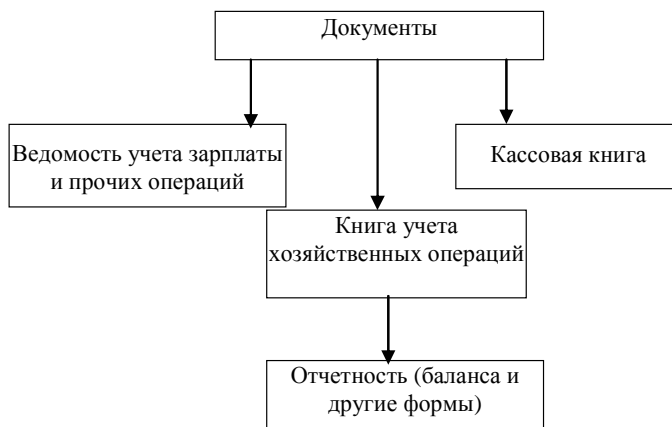 Документы
Ведомость учета зарплаты
и прочих операций
Кассовая книга
Книга учета
хозяйственных операций
Отчетность (баланса и
другие формы)